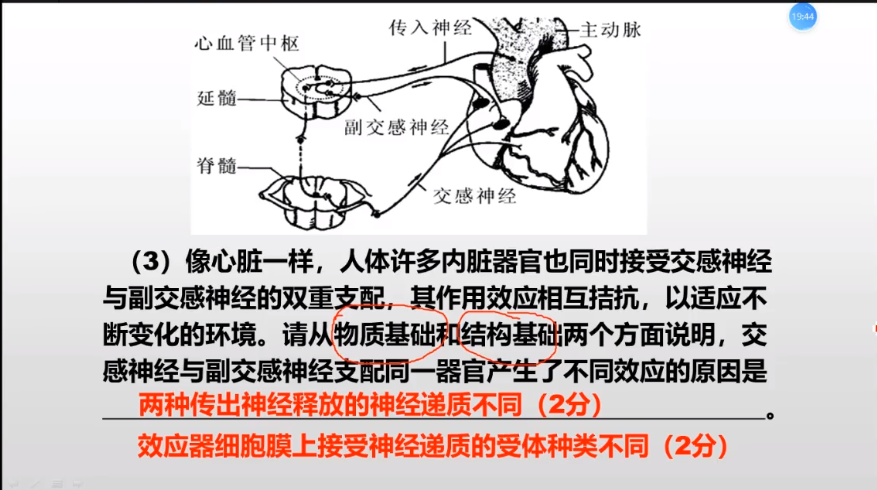 19:44
传入神经
主动脉
心血管中枢
延髓
副交感神经
脊髓
交感神经
（3）像心脏一样，人体许多内脏器官也同时接受交感神经
与副交感神经的双重支配，其作用效应相互拮抗，以适应不
断变化的环境。请从物质基础和结构基础两个方面说明，交
感神经与副交感神经支配同一器官产生了不同效应的原因是
两种传出神经释放的神经递质不同（2分）。
效应器细胞膜上接受神经递质的受体种类不同（2分）